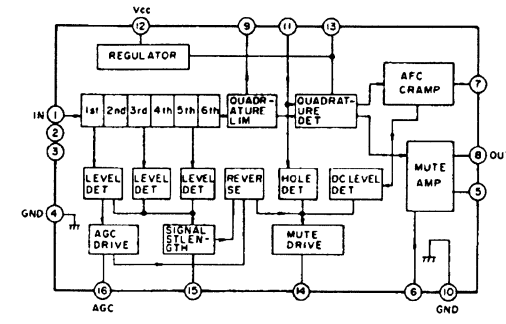 Vcc
12
9
11
13
REGULATOR
7
AFC
CRAMP
IN
1
2
3
1st
2nd
3rd
4th
5th
6th
QUADR-
ATURE
LIM
QUADRAT-
URE
DET
8
OU
5
MUTE
AMP
LEVEL
DET
LEVEL
DET
LEVEL
DET
REVER
SE
HOLE
DET
DC LEVEL
DET
GND
4
AGC
DRIVE
SIGNAL
STLEN-
GTH
MUTE
DRIVE
16
15
14
6
10
AGC
GND